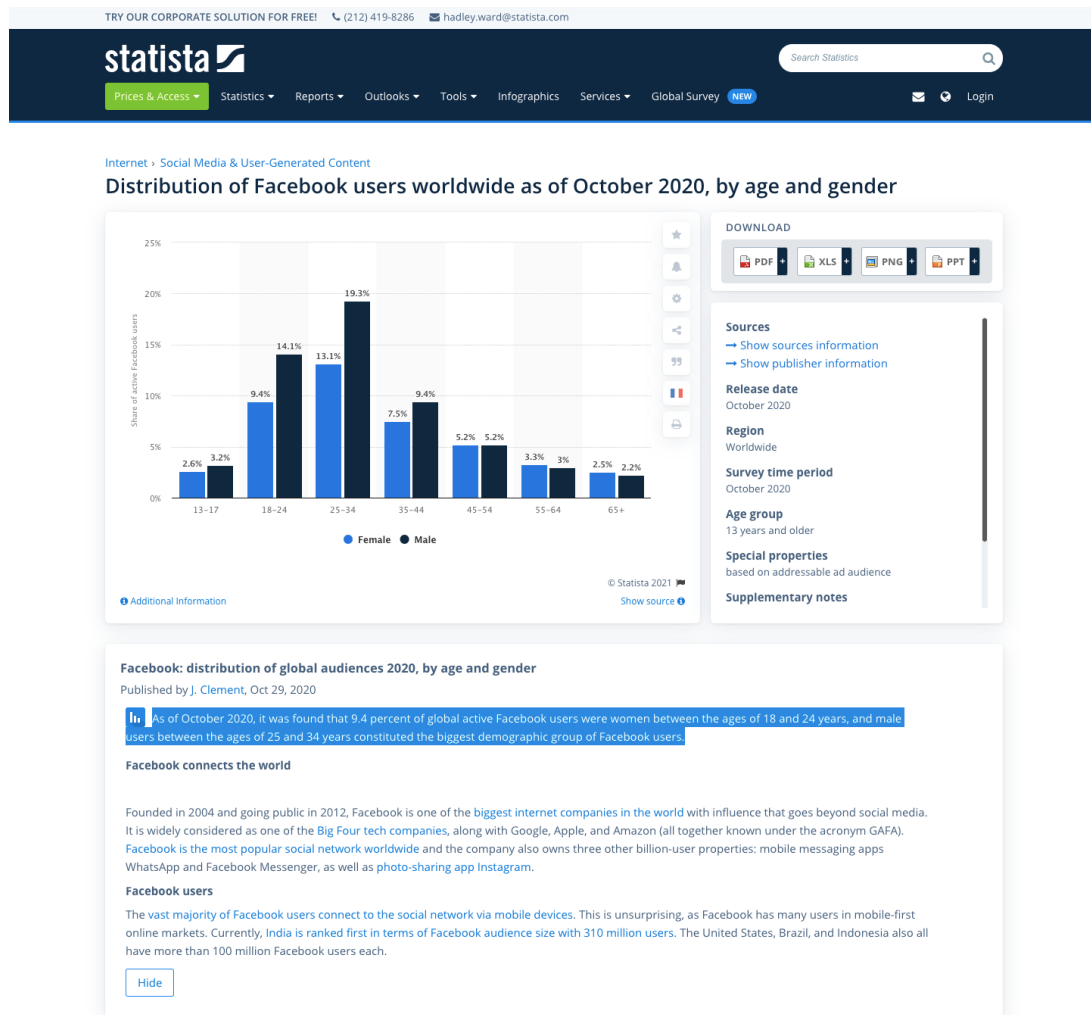 TRY OUR CORPORATE SOLUTION FOR FREE! (212) 419-8286 hadley.ward@statista.com
statista
Search Statistics
Prices & Access Statistics Reports Outlooks Tools Infographics Services Global Survey NEW Login
Internet › Social Media & User-Generated Content
Distribution of Facebook users worldwide as of October 2020, by age and gender
Share of active Facebook users
25%
20%
15%
10%
5%
0%
2.6% 3.2%
9.4% 14.1%
13.1% 19.3%
7.5% 9.4%
5.2% 5.2%
3.3% 3%
2.5% 2.2%
13-17 18-24 25-34 35-44 45-54 55-64 65+
Female Male
© Statista 2021
Additional Information
Show source
DOWNLOAD
PDF + XLS + PNG + PPT +
Sources
→ Show sources information
→ Show publisher information
Release date
October 2020
Region
Worldwide
Survey time period
October 2020
Age group
13 years and older
Special properties
based on addressable ad audience
Supplementary notes
Facebook: distribution of global audiences 2020, by age and gender
Published by J. Clement, Oct 29, 2020
As of October 2020, it was found that 9.4 percent of global active Facebook users were women between the ages of 18 and 24 years, and male
users between the ages of 25 and 34 years constituted the biggest demographic group of Facebook users.
Facebook connects the world
Founded in 2004 and going public in 2012, Facebook is one of the biggest internet companies in the world with influence that goes beyond social media.
It is widely considered as one of the Big Four tech companies, along with Google, Apple, and Amazon (all together known under the acronym GAFA).
Facebook is the most popular social network worldwide and the company also owns three other billion-user properties: mobile messaging apps
WhatsApp and Facebook Messenger, as well as photo-sharing app Instagram.
Facebook users
The vast majority of Facebook users connect to the social network via mobile devices. This is unsurprising, as Facebook has many users in mobile-first
online markets. Currently, India is ranked first in terms of Facebook audience size with 310 million users. The United States, Brazil, and Indonesia also all
have more than 100 million Facebook users each.
Hide